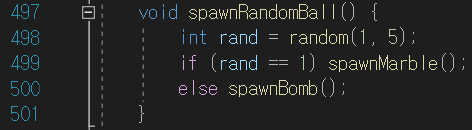 497 void spawnRandomBall() {
498 int rand = random(1, 5);
499 if (rand == 1) spawnMarble();
500 else spawnBomb();
501 }